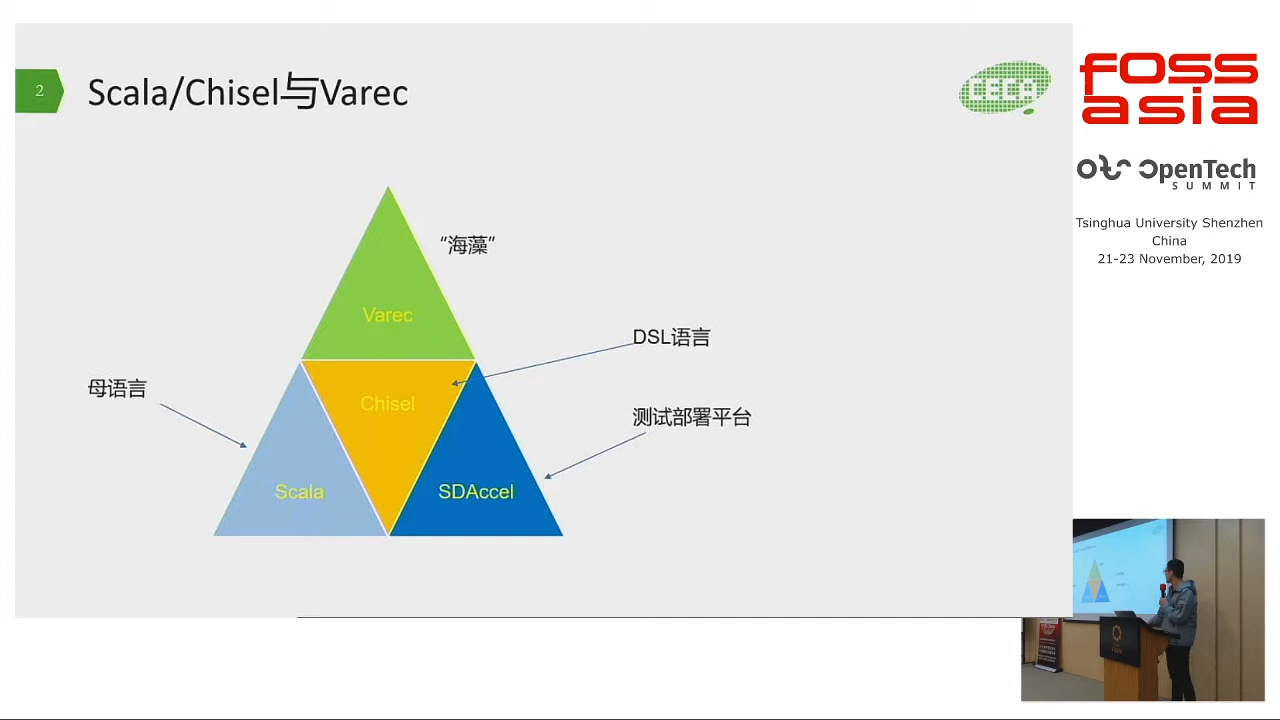 2
Scala/Chisel与Varec
“海藻”
Varec
DSL语言
母语言
Chisel
测试部署平台
Scala
SDAccel
FOSS
asia
OpenTech
SUMMIT
Tsinghua University Shenzhen
China
21-23 November, 2019